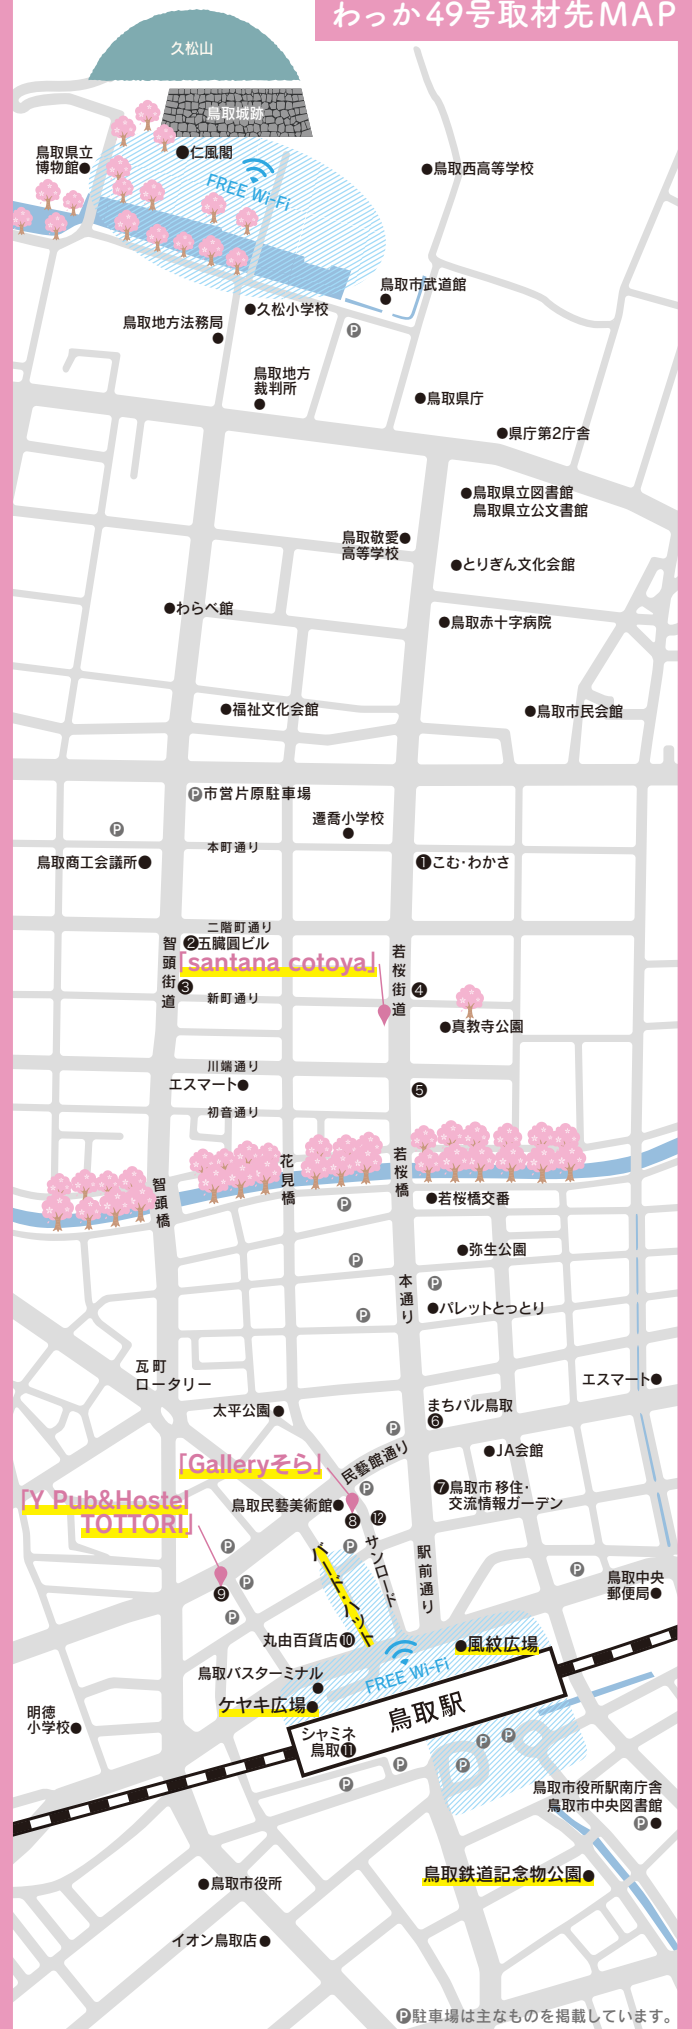 わっか49号取材先MAP
久松山
鳥取城跡
鳥取県立
博物館●
●仁風閣
FREE Wi-Fi
●鳥取西高等学校
鳥取市武道館
●久松小学校
鳥取地方法務局
P
鳥取地方
裁判所
●鳥取県庁
●県庁第2庁舎
●鳥取県立図書館
鳥取県立公文書館
鳥取敬愛●
高等学校
●とりぎん文化会館
●わらべ館
●鳥取赤十字病院
●福祉文化会館
●鳥取市民会館
P市営片原駐車場
遷喬小学校
P
本町通り
鳥取商工会議所●
❶こむ・わかさ
二階町通り
❷五臓圓ビル
智頭街道
若桜街道
「santana cotoya」
❸
❹
新町通り
●真教寺公園
川端通り
エスマート●
❺
初音通り
花見橋
若桜橋
智頭橋
●若桜橋交番
P
●弥生公園
P
本通り
P
●パレットとっとり
P
瓦町
ロータリー
エスマート●
太平公園●
まちパル鳥取
❻
P
民藝館通り
●JA会館
「Galleryそら」
P
❼鳥取市 移住・
交流情報ガーデン
「Y Pub&Hostel
TOTTORI」
鳥取民藝美術館●
❽
⓬
サンロード
駅前通り
バード・ハット
P
P
P
P
P
❾
鳥取中央
郵便局●
丸由百貨店❿
●風紋広場
FREE Wi-Fi
鳥取バスターミナル
ケヤキ広場●
鳥取駅
明徳
小学校●
シャミネ
鳥取⓫
P
P
P
P
P
鳥取市役所駅南庁舎
鳥取市中央図書館
P●
鳥取鉄道記念物公園●
●鳥取市役所
イオン鳥取店●
P駐車場は主なものを掲載しています。